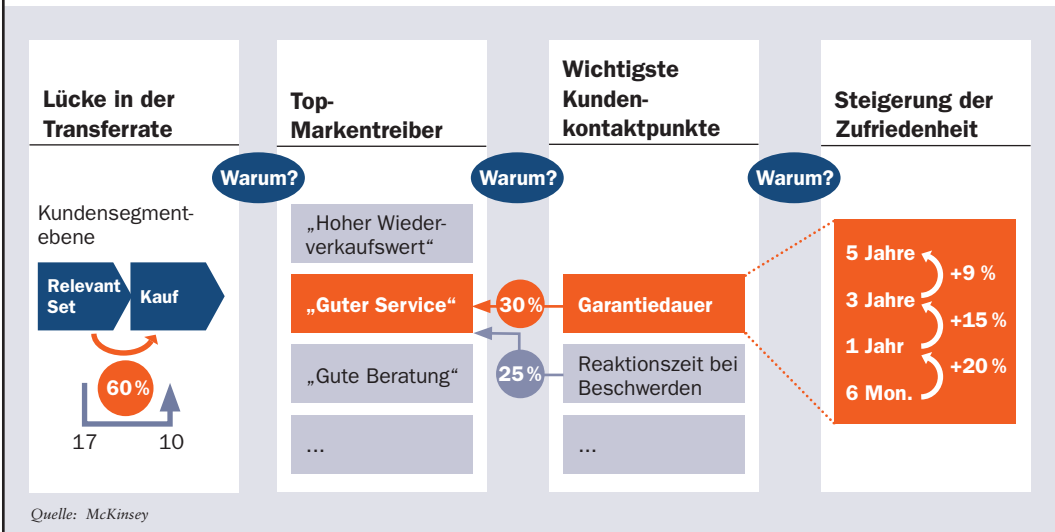 Lücke in der
Transferrate
Top-
Markentreiber
Wichtigste
Kunden-
kontaktpunkte
Steigerung der
Zufriedenheit
Warum?
Warum?
Warum?
Kundensegment-
ebene
Relevant
Set
Kauf
60 %
17
10
„Hoher Wieder-
verkaufswert“
„Guter Service“
„Gute Beratung“
...
30 %
25 %
Garantiedauer
Reaktionszeit bei
Beschwerden
...
5 Jahre
+9 %
3 Jahre
+15 %
1 Jahr
+20 %
6 Mon.
Quelle: McKinsey